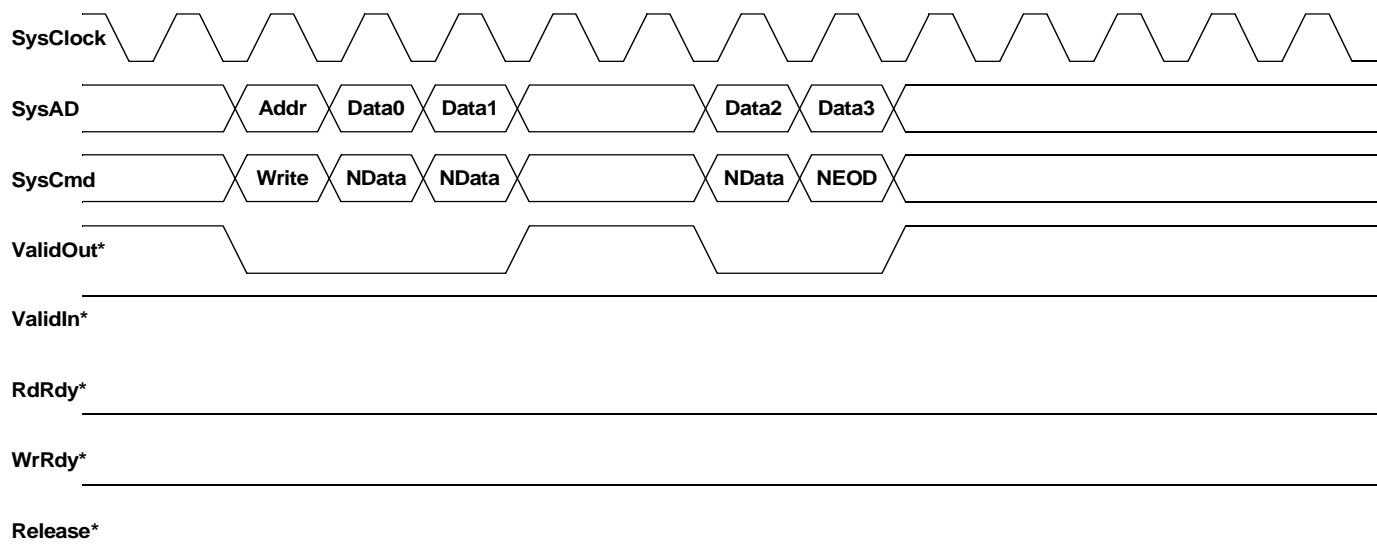 SysClock
SysAD Addr Data0 Data1 Data2 Data3
SysCmd Write NData NData NData NEOD
ValidOut*
ValidIn*
RdRdy*
WrRdy*
Release*